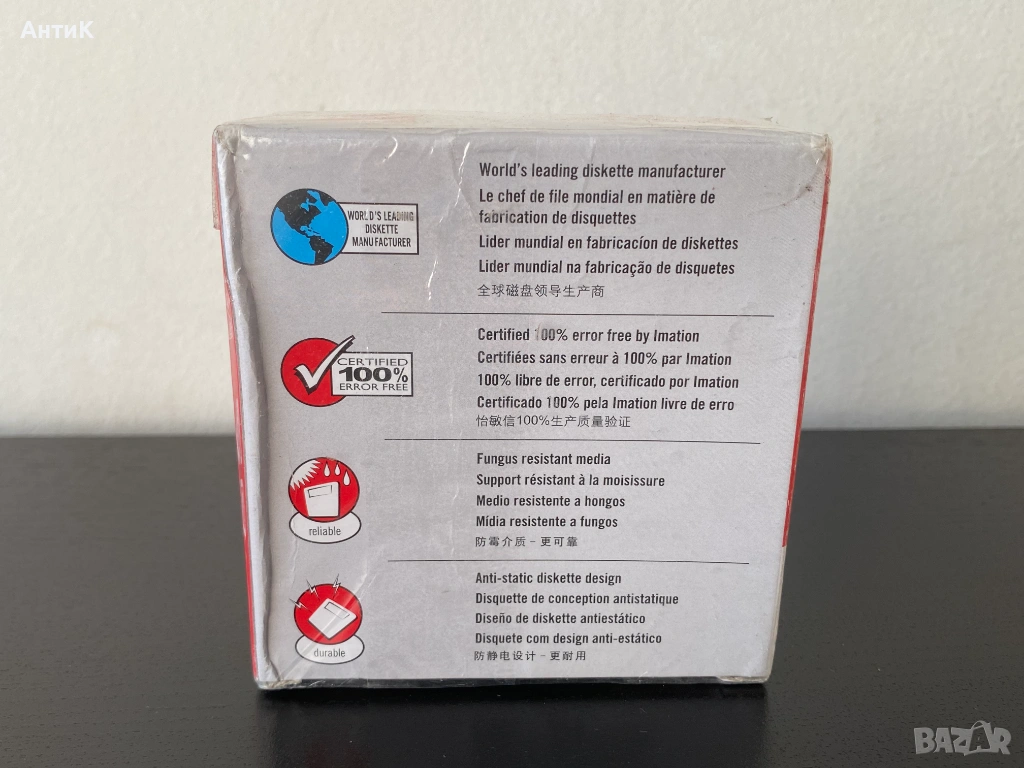 АнтиК
WORLD'S LEADING
DISKETTE
MANUFACTURER
World's leading diskette manufacturer
Le chef de file mondial en matière de
fabrication de disquettes
Lider mundial en fabricacíon de diskettes
Lider mundial na fabricação de disquetes
全球磁盘领导生产商
CERTIFIED
100%
ERROR FREE
Certified 100% error free by Imation
Certifiées sans erreur à 100% par Imation
100% libre de error, certificado por Imation
Certificado 100% pela Imation livre de erro
怡敏信100%生产质量验证
reliable
Fungus resistant media
Support résistant à la moisissure
Medio resistente a hongos
Mídia resistente a fungos
防霉介质 - 更可靠
durable
Anti-static diskette design
Disquette de conception antistatique
Diseño de diskette antiestático
Disquete com design anti-estático
防静电设计 - 更耐用
BAZAR